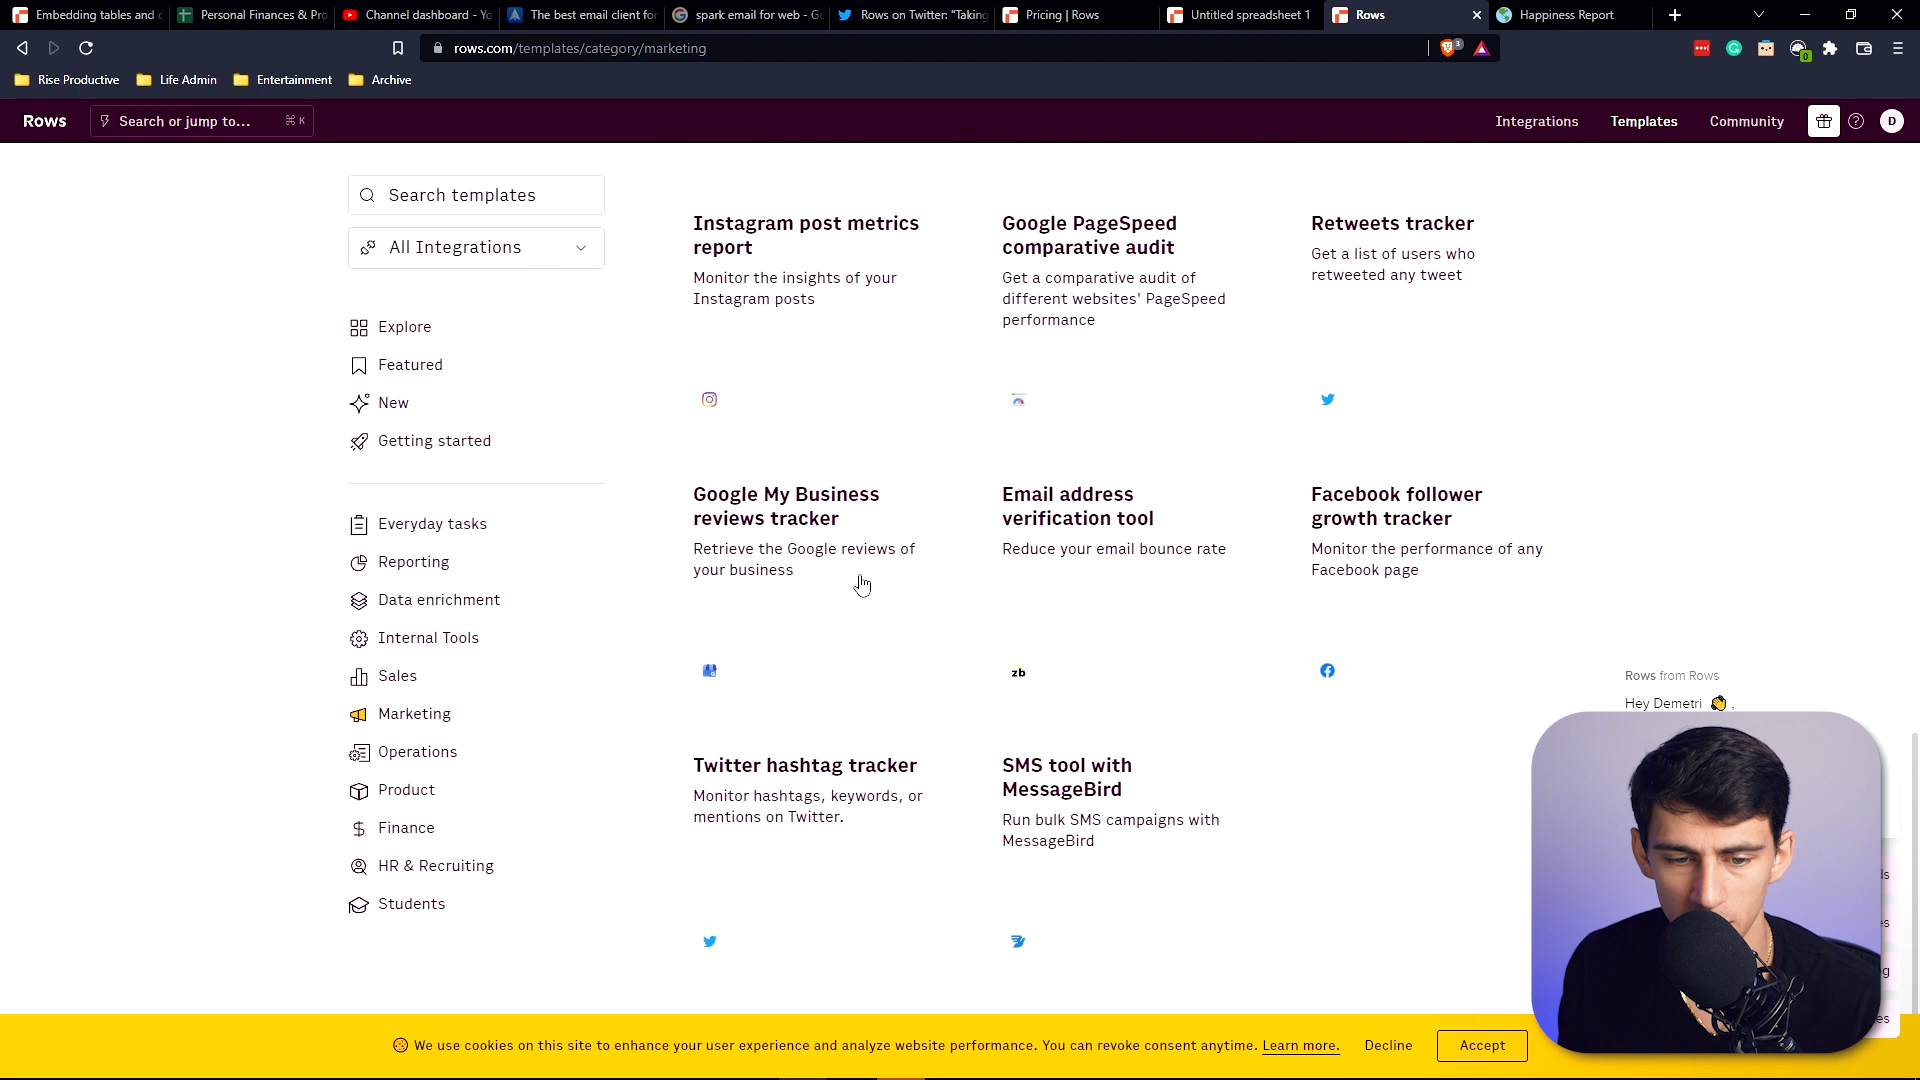 Embedding tables and c
Personal Finances & Pro
Channel dashboard - Yo
The best email client for
spark email for web - Go
Rows on Twitter: "Taking
Pricing | Rows
Untitled spreadsheet 1
Rows
Happiness Report
rows.com/templates/category/marketing
3
0
Rise Productive
Life Admin
Entertainment
Archive
Rows
Search or jump to...
⌘ K
Integrations
Templates
Community
D
Search templates
All Integrations
Explore
Featured
New
Getting started
Everyday tasks
Reporting
Data enrichment
Internal Tools
Sales
Marketing
Operations
Product
Finance
HR & Recruiting
Students
Instagram post metrics
report
Monitor the insights of your
Instagram posts
Google PageSpeed
comparative audit
Get a comparative audit of
different websites' PageSpeed
performance
Retweets tracker
Get a list of users who
retweeted any tweet
Google My Business
reviews tracker
Retrieve the Google reviews of
your business
Email address
verification tool
Reduce your email bounce rate
zb
Facebook follower
growth tracker
Monitor the performance of any
Facebook page
Twitter hashtag tracker
Monitor hashtags, keywords, or
mentions on Twitter.
SMS tool with
MessageBird
Run bulk SMS campaigns with
MessageBird
Rows from Rows
Hey Demetri 👋 ,
ls
es
g
es
🍪 We use cookies on this site to enhance your user experience and analyze website performance. You can revoke consent anytime. Learn more.
Decline
Accept